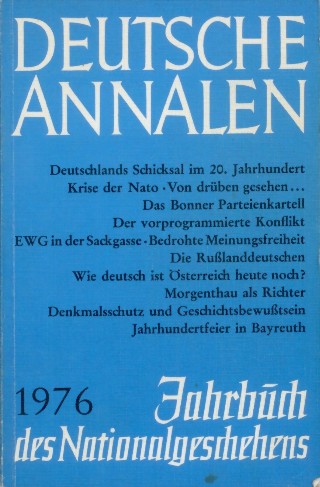 DEUTSCHE
ANNALEN
Deutschlands Schicksal im 20. Jahrhundert
Krise der Nato · Von drüben gesehen...
Das Bonner Parteienkartell
Der vorprogrammierte Konflikt
EWG in der Sackgasse · Bedrohte Meinungsfreiheit
Die Rußlanddeutschen
Wie deutsch ist Österreich heute noch?
Morgenthau als Richter
Denkmalsschutz und Geschichtsbewußtsein
Jahrhundertfeier in Bayreuth
1976 Jahrbuch
des Nationalgeschehens